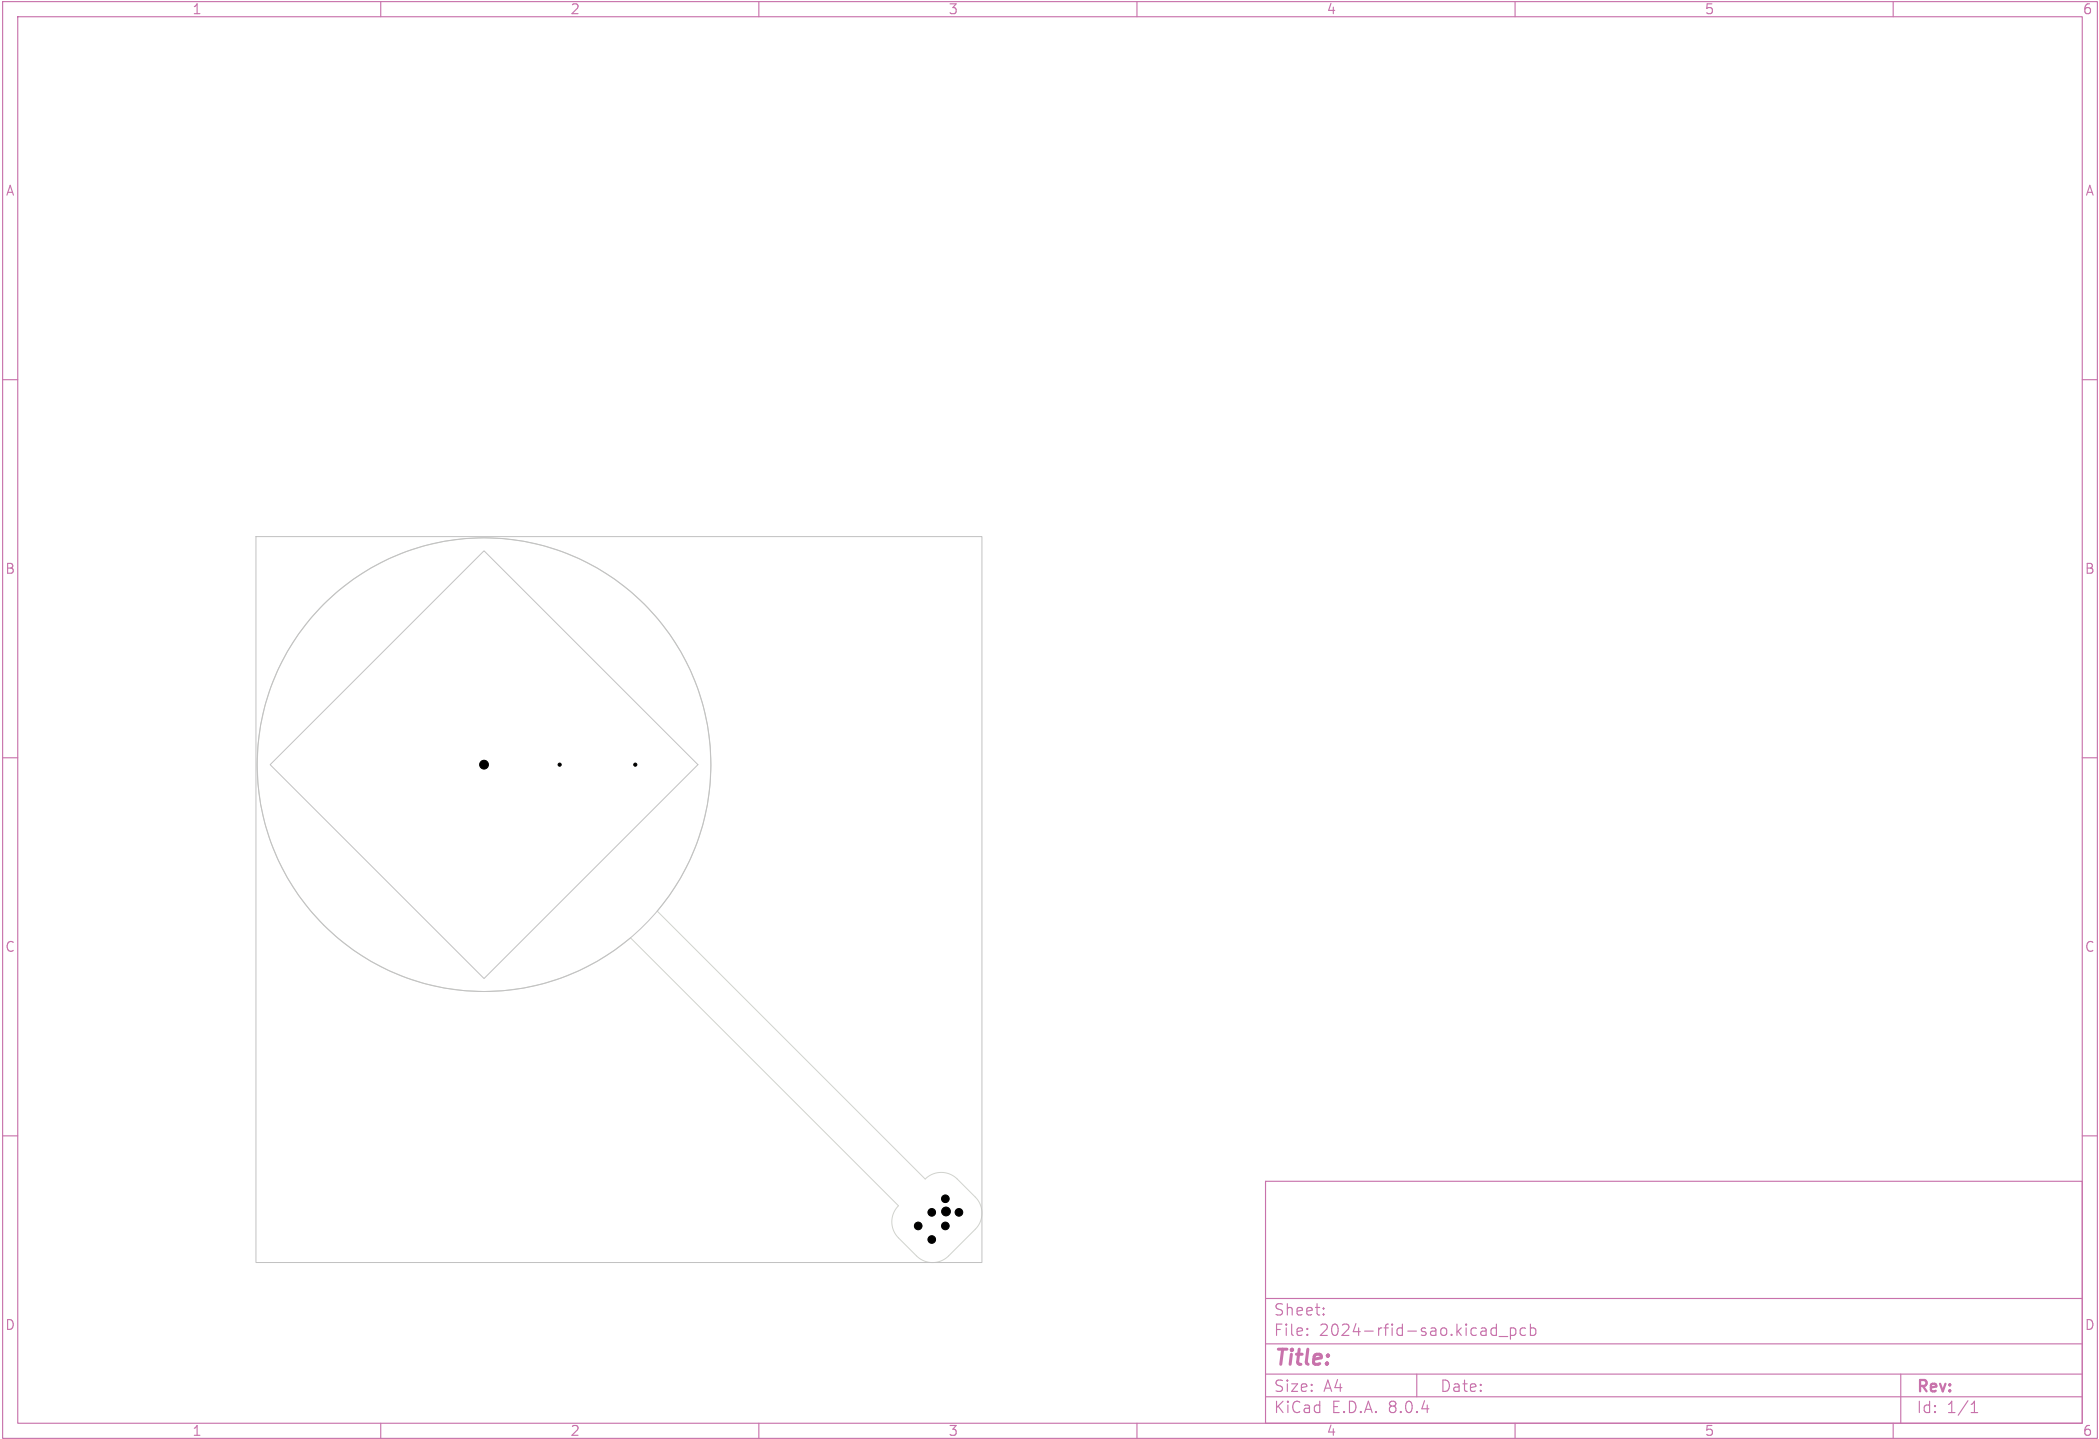 1 2 3 4 5 6
A A
B B
C C
D D
Sheet:
File: 2024-rfid-sao.kicad_pcb
Title:
Size: A4 Date: Rev:
KiCad E.D.A. 8.0.4 Id: 1/1
1 2 3 4 5 6